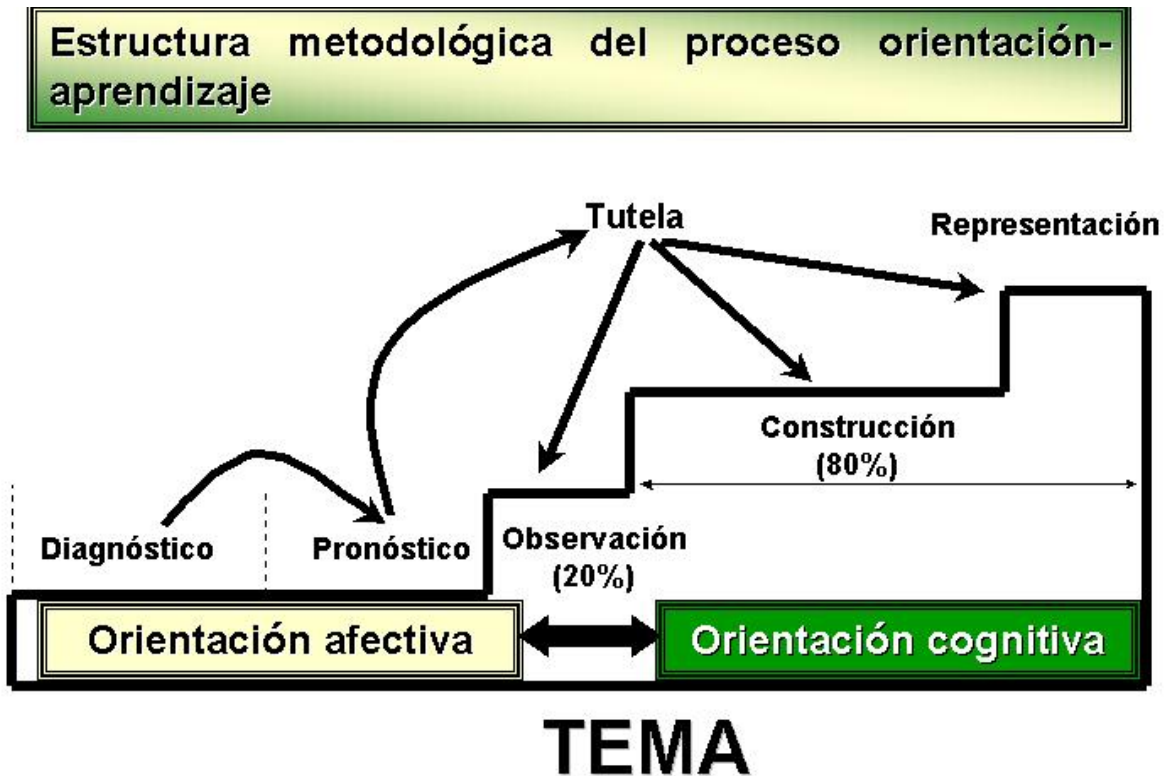 Estructura metodológica del proceso orientación-
aprendizaje
Tutela
Representación
Construcción
(80%)
Diagnóstico
Pronóstico
Observación
(20%)
Orientación afectiva
Orientación cognitiva
TEMA